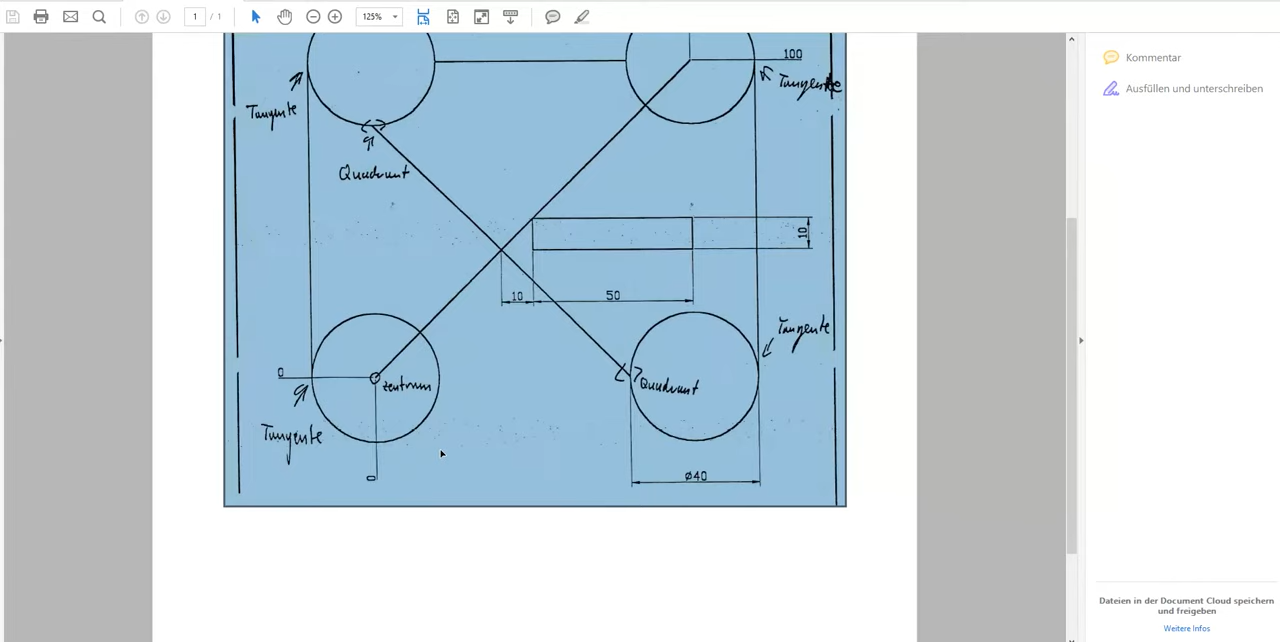 1 / 1
125%
Kommentar
Ausfüllen und unterschreiben
100
Tangente
Tangente
Quadrant
10
10
50
Tangente
0
Zentrum
Quadrant
Tangente
0
ø40
Dateien in der Document Cloud speichern
und freigeben
Weitere Infos